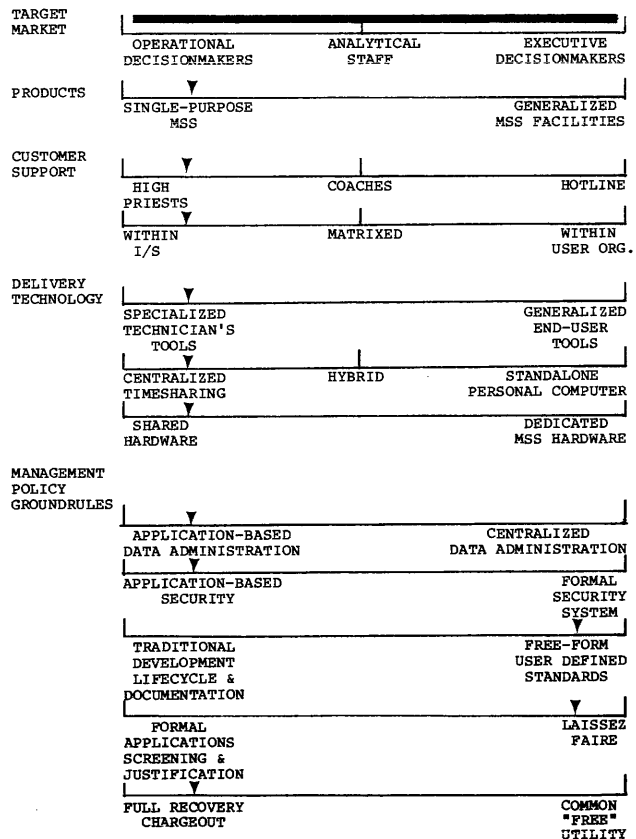 TARGET
MARKET
OPERATIONAL
DECISIONMAKERS
ANALYTICAL
STAFF
EXECUTIVE
DECISIONMAKERS
PRODUCTS
SINGLE-PURPOSE
MSS
GENERALIZED
MSS FACILITIES
CUSTOMER
SUPPORT
HIGH
PRIESTS
COACHES
HOTLINE
WITHIN
I/S
MATRIXED
WITHIN
USER ORG.
DELIVERY
TECHNOLOGY
SPECIALIZED
TECHNICIAN'S
TOOLS
GENERALIZED
END-USER
TOOLS
CENTRALIZED
TIMESHARING
HYBRID
STANDALONE
PERSONAL COMPUTER
SHARED
HARDWARE
DEDICATED
MSS HARDWARE
MANAGEMENT
POLICY
GROUNDRULES
APPLICATION-BASED
DATA ADMINISTRATION
CENTRALIZED
DATA ADMINISTRATION
APPLICATION-BASED
SECURITY
FORMAL
SECURITY
SYSTEM
TRADITIONAL
DEVELOPMENT
LIFECYCLE &
DOCUMENTATION
FREE-FORM
USER DEFINED
STANDARDS
FORMAL
APPLICATIONS
SCREENING &
JUSTIFICATION
LAISSEZ
FAIRE
FULL RECOVERY
CHARGEOUT
COMMON
"FREE"
UTILITY